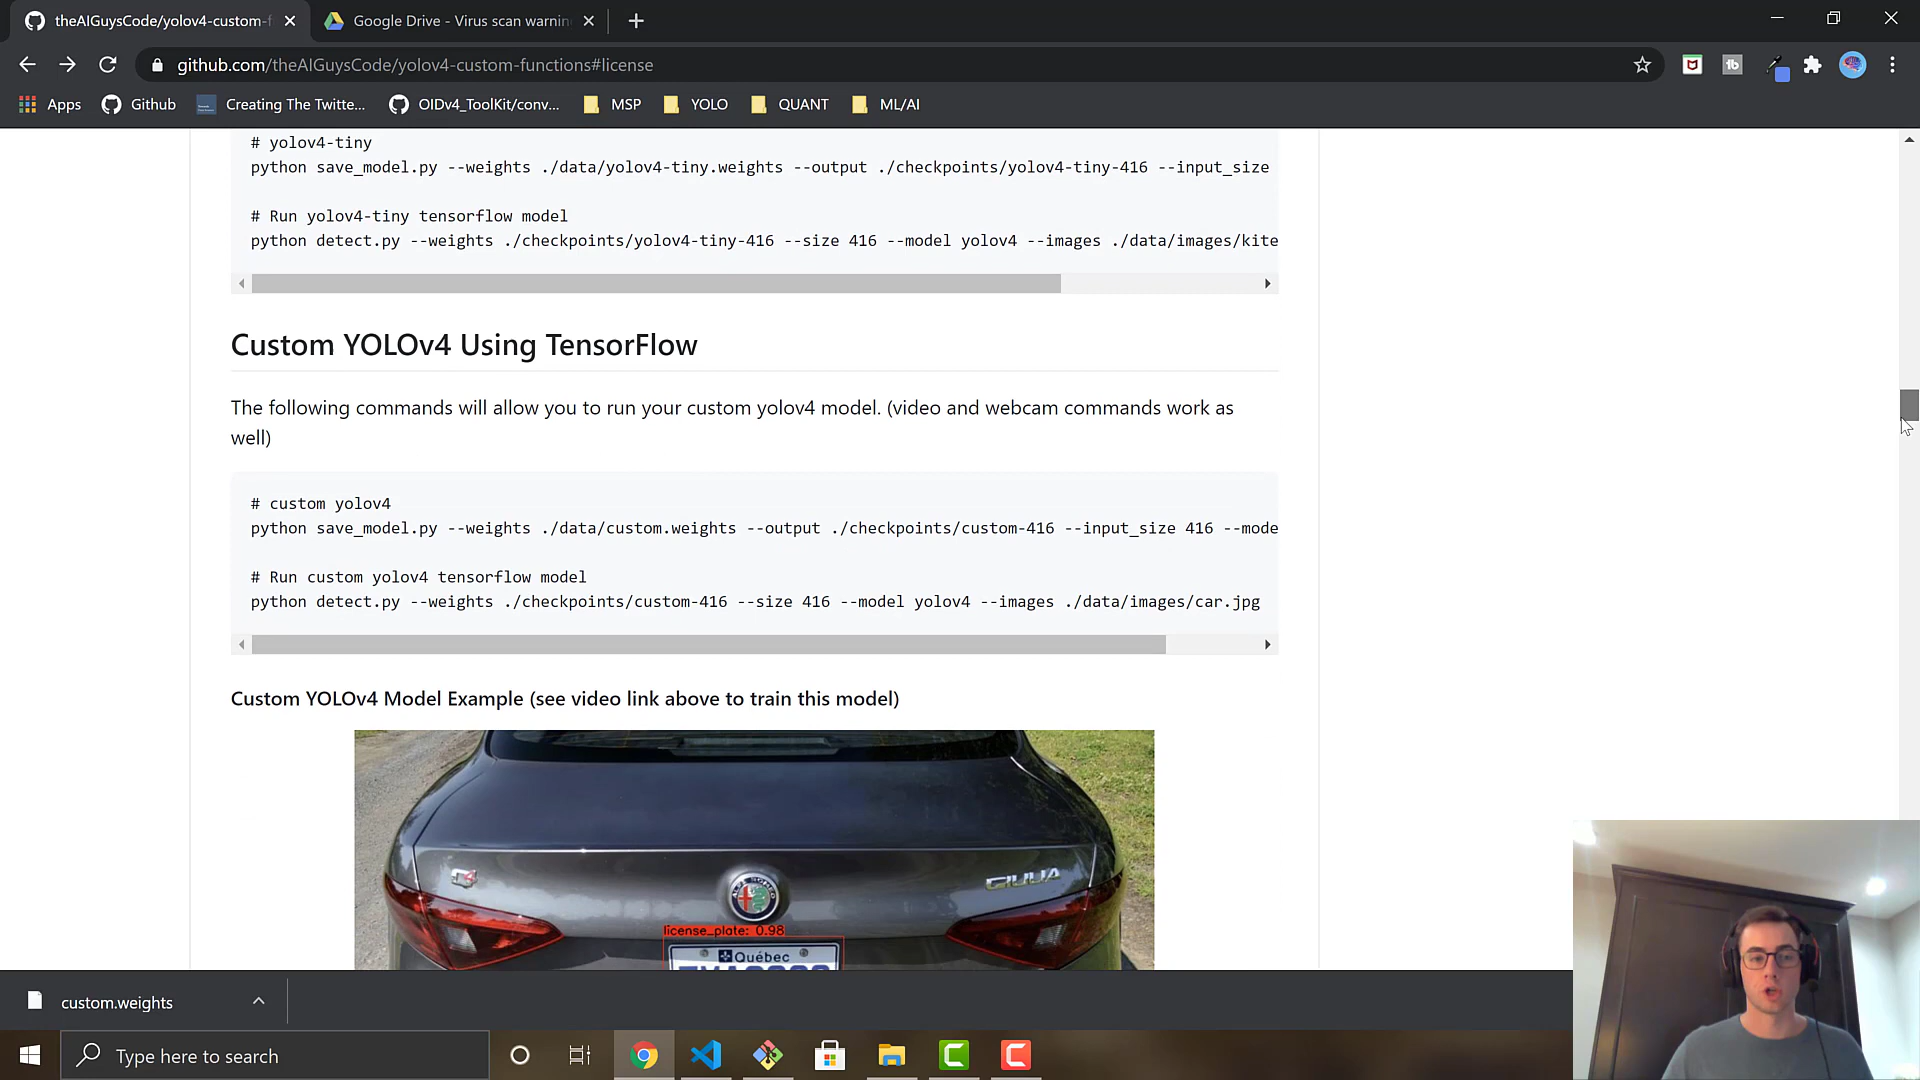 theAIGuysCode/yolov4-custom-f
Google Drive - Virus scan warnin
github.com/theAIGuysCode/yolov4-custom-functions#license
Apps
Github
Creating The Twitte...
OIDv4_ToolKit/conv...
MSP
YOLO
QUANT
ML/AI
# yolov4-tiny
python save_model.py --weights ./data/yolov4-tiny.weights --output ./checkpoints/yolov4-tiny-416 --input_size
# Run yolov4-tiny tensorflow model
python detect.py --weights ./checkpoints/yolov4-tiny-416 --size 416 --model yolov4 --images ./data/images/kite
Custom YOLOv4 Using TensorFlow
The following commands will allow you to run your custom yolov4 model. (video and webcam commands work as
well)
# custom yolov4
python save_model.py --weights ./data/custom.weights --output ./checkpoints/custom-416 --input_size 416 --mode
# Run custom yolov4 tensorflow model
python detect.py --weights ./checkpoints/custom-416 --size 416 --model yolov4 --images ./data/images/car.jpg
Custom YOLOv4 Model Example (see video link above to train this model)
Q4
ALFA ROMEO
GIULIA
license_plate: 0.98
Québec
custom.weights
Type here to search